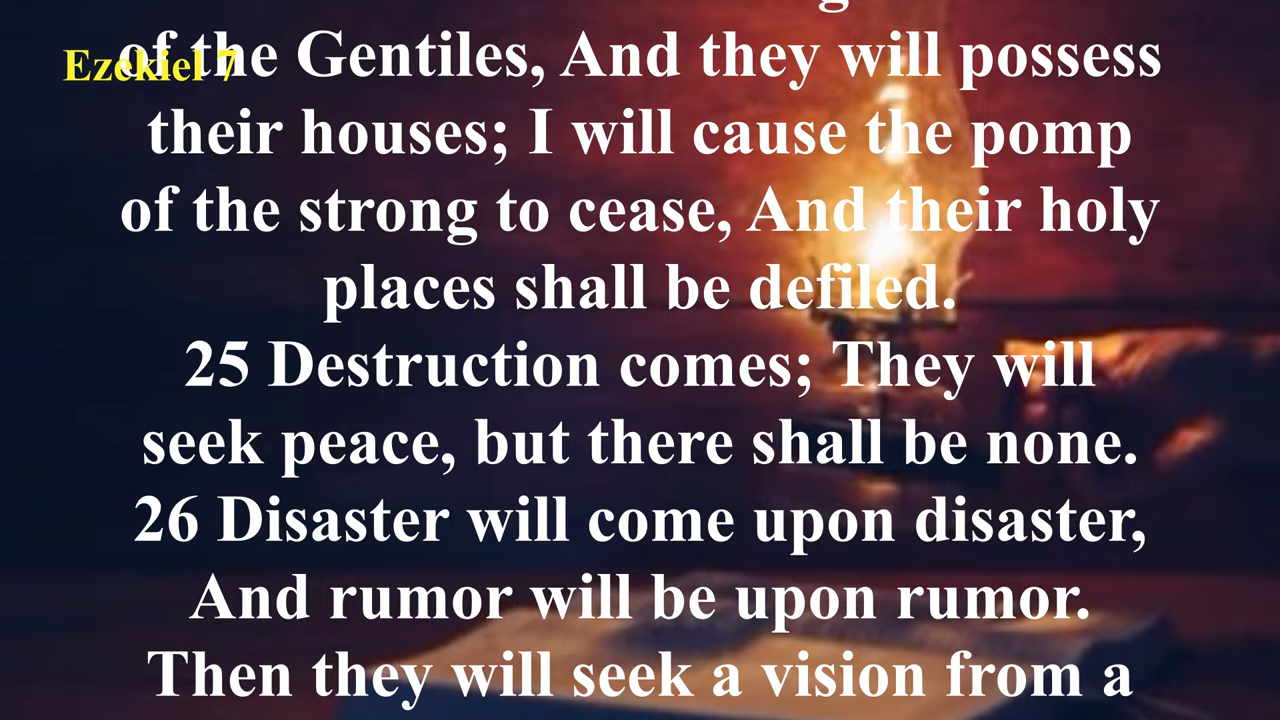 Ezekiel 7
of the Gentiles, And they will possess
their houses; I will cause the pomp
of the strong to cease, And their holy
places shall be defiled.
25 Destruction comes; They will
seek peace, but there shall be none.
26 Disaster will come upon disaster,
And rumor will be upon rumor.
Then they will seek a vision from a